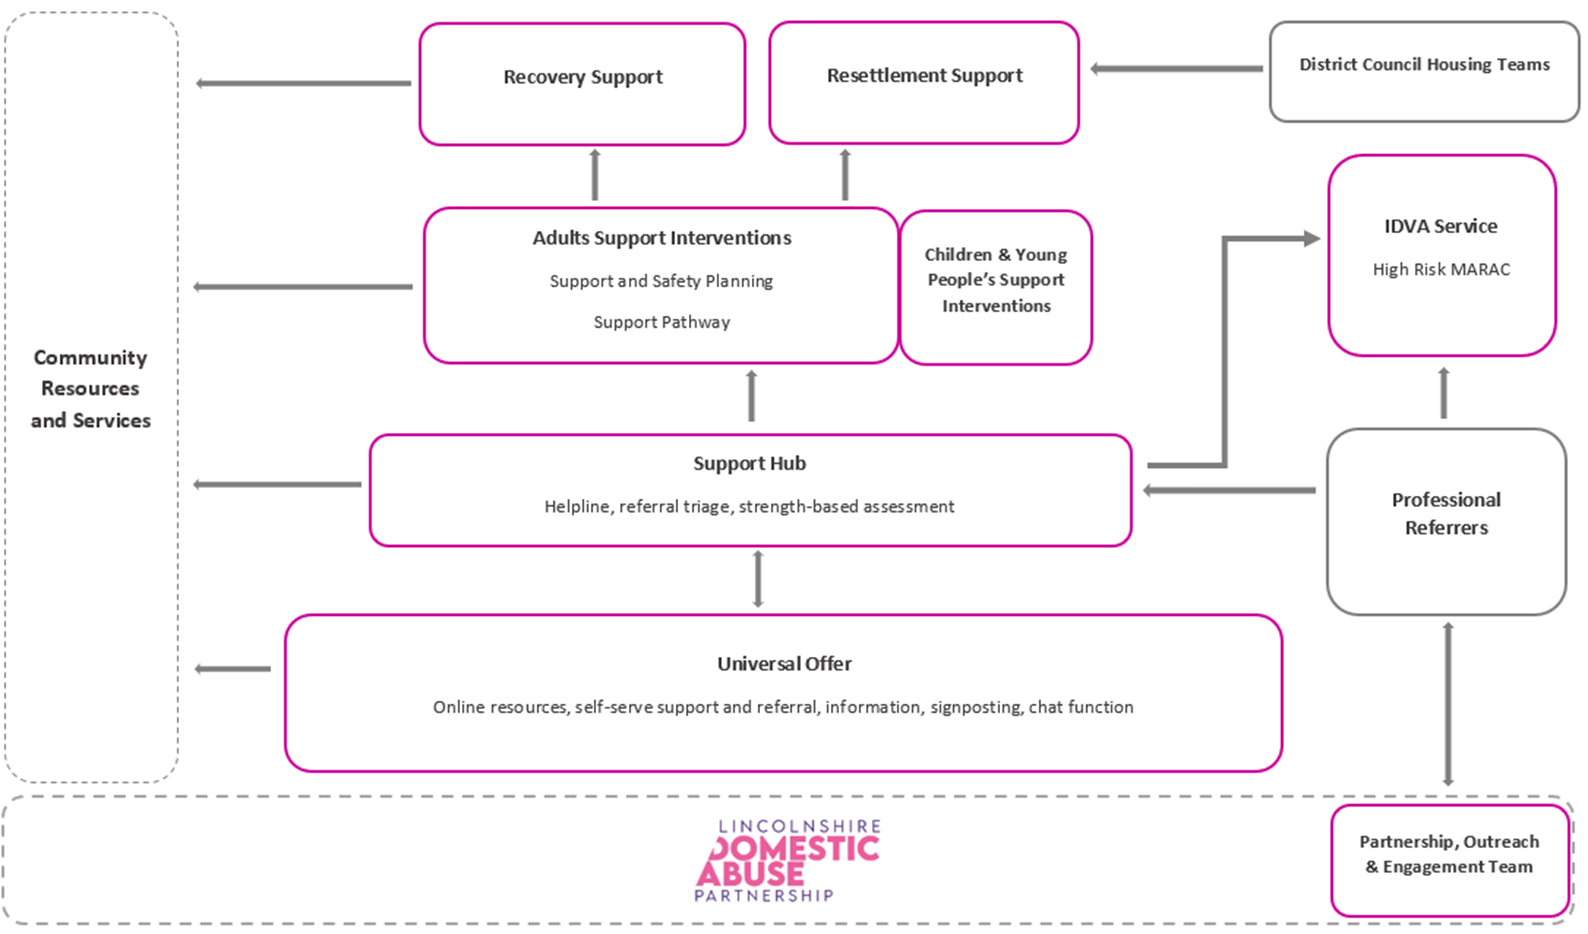 Recovery Support
Resettlement Support
District Council Housing Teams
Adults Support Interventions
Support and Safety Planning
Support Pathway
Children & Young
People’s Support
Interventions
IDVA Service
High Risk MARAC
Community
Resources
and Services
Support Hub
Helpline, referral triage, strength-based assessment
Professional
Referrers
Universal Offer
Online resources, self-serve support and referral, information, signposting, chat function
LINCOLNSHIRE
DOMESTIC
ABUSE
PARTNERSHIP
Partnership, Outreach
& Engagement Team